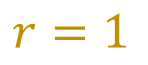 r = 1